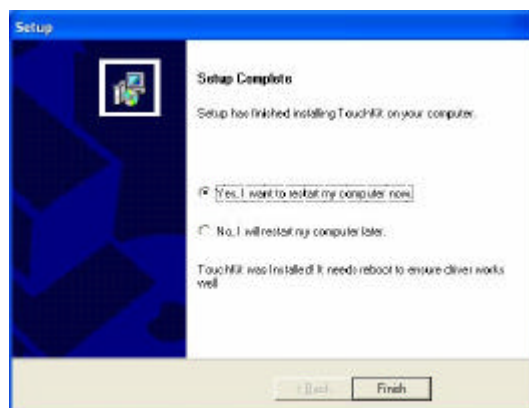 Setup
Setup Complete
Setup has finished installing TouchKit on your computer.
Yes, I want to restart my computer now.
No, I will restart my computer later.
TouchKit was Installed! It needs reboot to ensure driver works
well
< Back
Finish